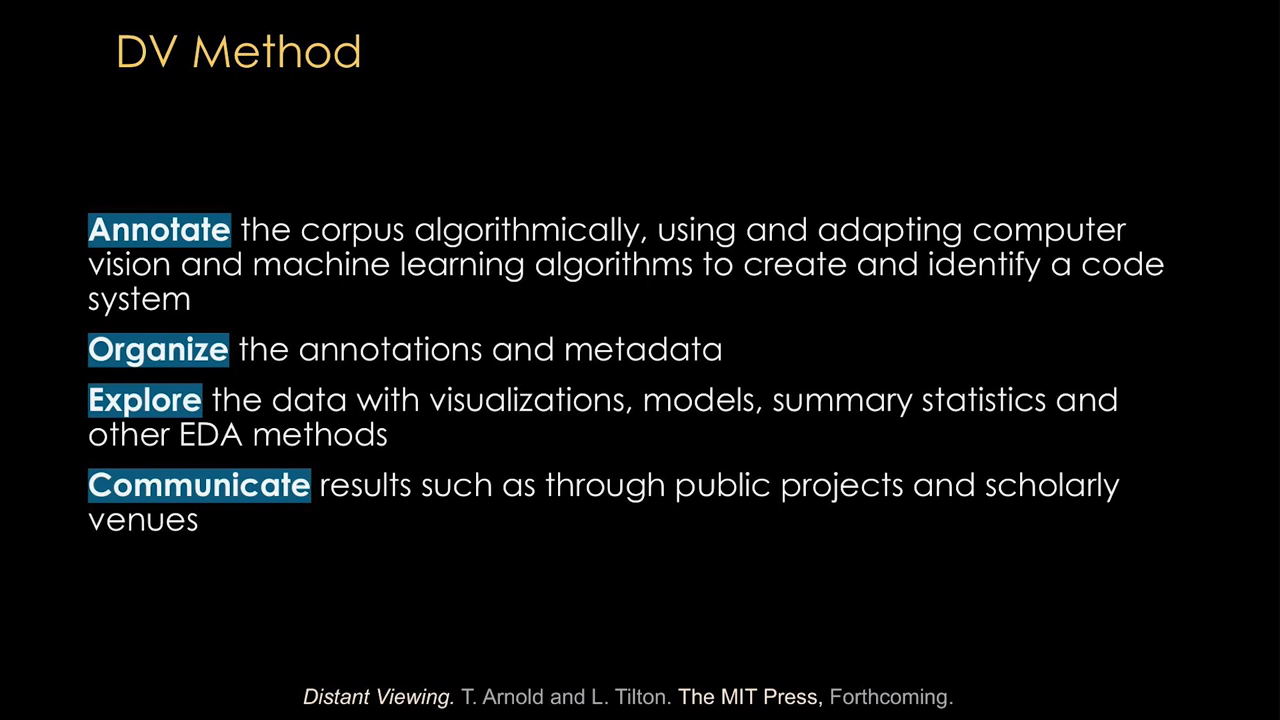 DV Method
Annotate the corpus algorithmically, using and adapting computer
vision and machine learning algorithms to create and identify a code
system
Organize the annotations and metadata
Explore the data with visualizations, models, summary statistics and
other EDA methods
Communicate results such as through public projects and scholarly
venues
Distant Viewing. T. Arnold and L. Tilton. The MIT Press, Forthcoming.